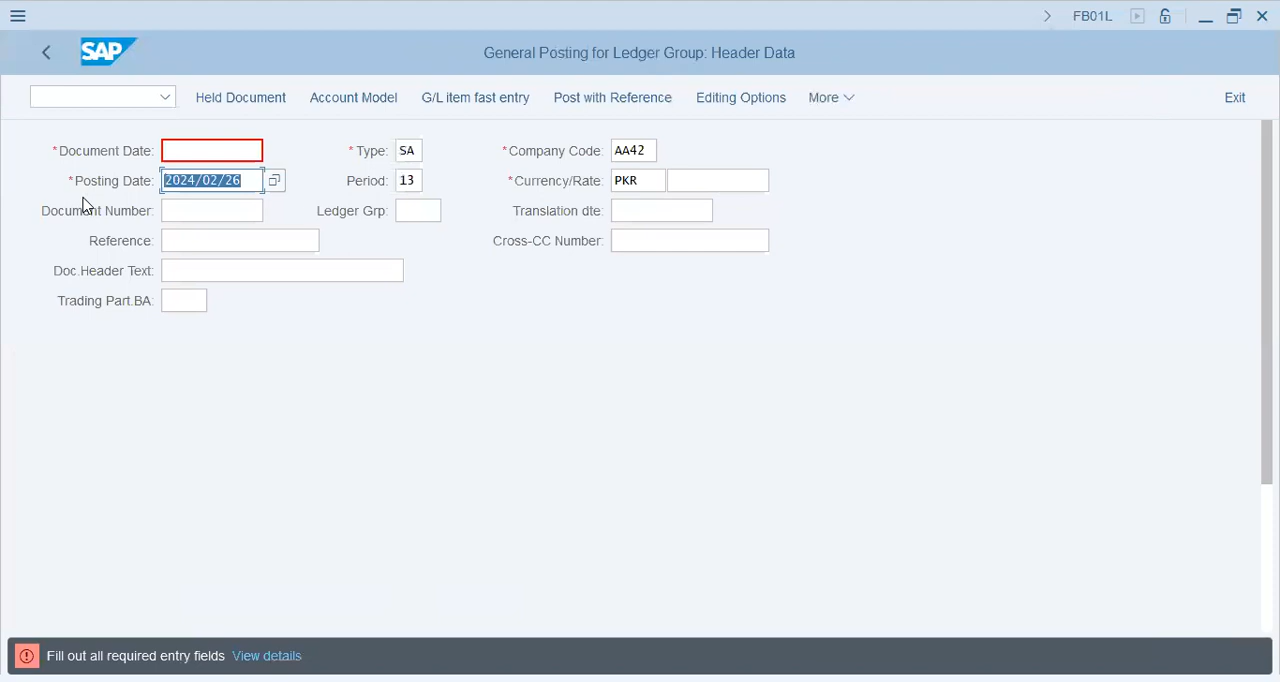 FB01L
SAP General Posting for Ledger Group: Header Data
Held Document Account Model G/L item fast entry Post with Reference Editing Options More Exit
*Document Date: * Type: SA *Company Code: AA42
*Posting Date: 2024/02/26 Period: 13 *Currency/Rate: PKR
Document Number: Ledger Grp: Translation dte:
Reference: Cross-CC Number:
Doc.Header Text:
Trading Part.BA:
Fill out all required entry fields View details